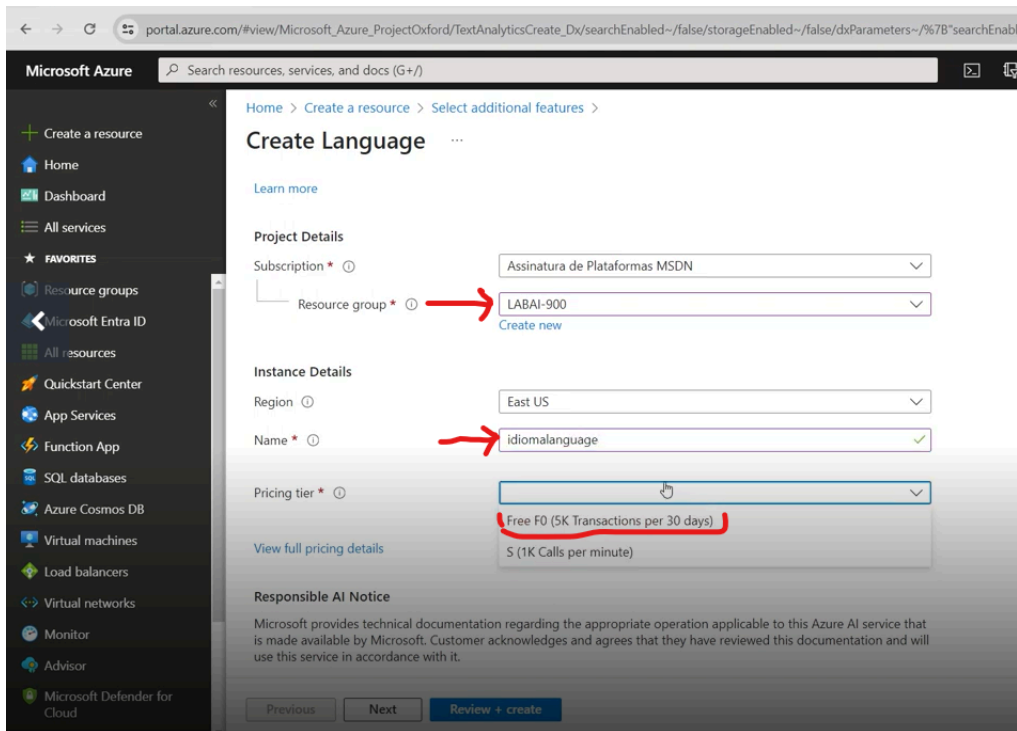 portal.azure.com/#view/Microsoft_Azure_ProjectOxford/TextAnalyticsCreate_Dx/searchEnabled~/false/storageEnabled~/false/dxParameters~/%7B"searchEnabl
Microsoft Azure
Search resources, services, and docs (G+/)
Create a resource
Home
Dashboard
All services
FAVORITES
Resource groups
Microsoft Entra ID
All resources
Quickstart Center
App Services
Function App
SQL databases
Azure Cosmos DB
Virtual machines
Load balancers
Virtual networks
Monitor
Advisor
Microsoft Defender for
Cloud
Home > Create a resource > Select additional features >
Create Language ...
Learn more
Project Details
Subscription * Assinatura de Plataformas MSDN
Resource group * LABAI-900
Create new
Instance Details
Region East US
Name * idiomalanguage
Pricing tier *
Free F0 (5K Transactions per 30 days)
S (1K Calls per minute)
View full pricing details
Responsible AI Notice
Microsoft provides technical documentation regarding the appropriate operation applicable to this Azure AI service that
is made available by Microsoft. Customer acknowledges and agrees that they have reviewed this documentation and will
use this service in accordance with it.
Previous
Next
Review + create